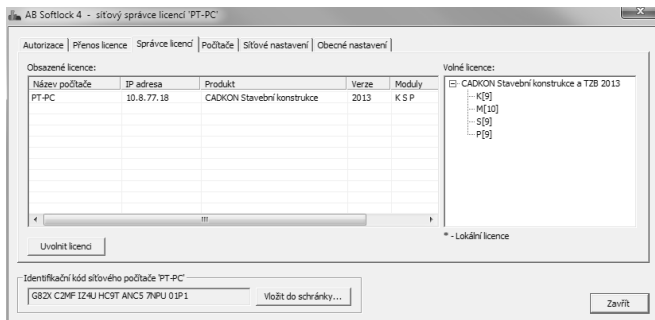 AB Softlock 4 - síťový správce licencí 'PT-PC'
Autorizace Přenos licence Správce licencí Počítače Síťové nastavení Obecné nastavení
Obsazené licence: Volné licence:
Název počítače IP adresa Produkt Verze Moduly
PT-PC 10.8.77.18 CADKON Stavební konstrukce 2013 K S P
CADKON Stavební konstrukce a TZB 2013
K[9]
M[10]
S[9]
P[9]
* - Lokální licence
Uvolnit licenci
Identifikační kód síťového počítače 'PT-PC'
G82X C2MF IZ4U HC9T ANC5 7NPU 01P1 Vložit do schránky...
Zavřít